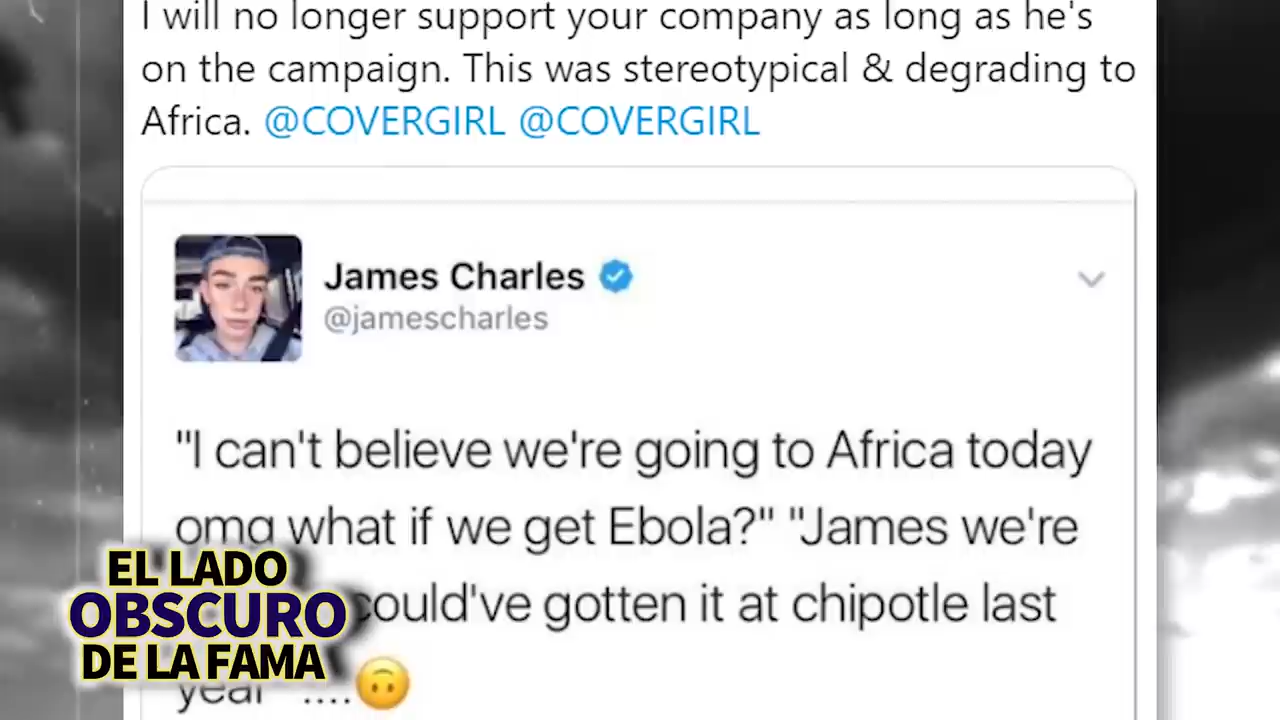 I will no longer support your company as long as he's
on the campaign. This was stereotypical & degrading to
Africa. @COVERGIRL @COVERGIRL
James Charles
@jamescharles
"I can't believe we're going to Africa today
omg what if we get Ebola?" "James we're
could've gotten it at chipotle last
year" ....🙃
EL LADO
OBSCURO
DE LA FAMA